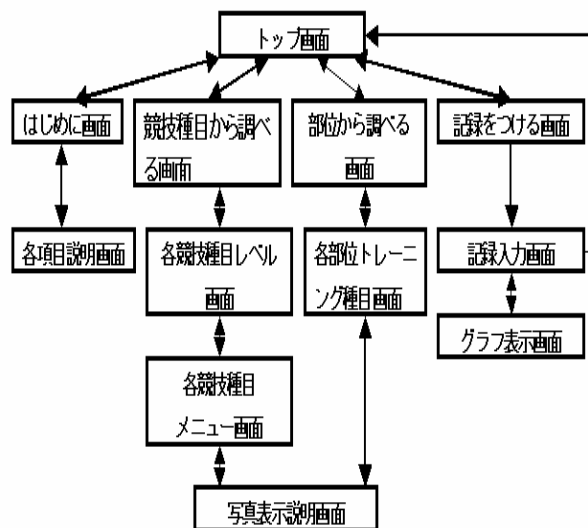 トップ画面
はじめに画面
競技種目から調べ
る画面
部位から調べる
画面
記録をつける画面
各項目説明画面
各競技種目レベル
画面
各部位トレーニ
ング種目画面
記録入力画面
グラフ表示画面
各競技種目
メニュー画面
写真表示説明画面